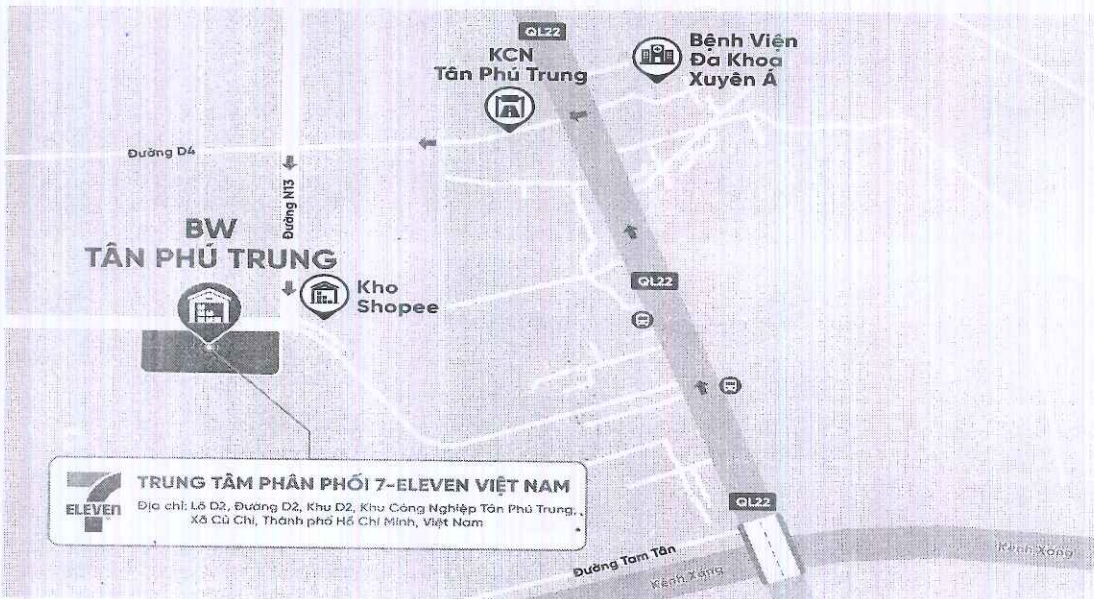 QL22
KCN
Tân Phú Trung
Bệnh Viện
Đa Khoa
Xuyên Á
Đường D4
Đường N13
BW
TÂN PHÚ TRUNG
Kho
Shopee
QL22
7
ELEVEN
TRUNG TÂM PHÂN PHỐI 7-ELEVEN VIỆT NAM
Địa chỉ: Lô D2, Đường D2, Khu D2, Khu Công Nghiệp Tân Phú Trung,
Xã Củ Chi, Thành phố Hồ Chí Minh, Việt Nam
QL22
Đường Tam Tân
Kênh Xáng
Kênh Xáng